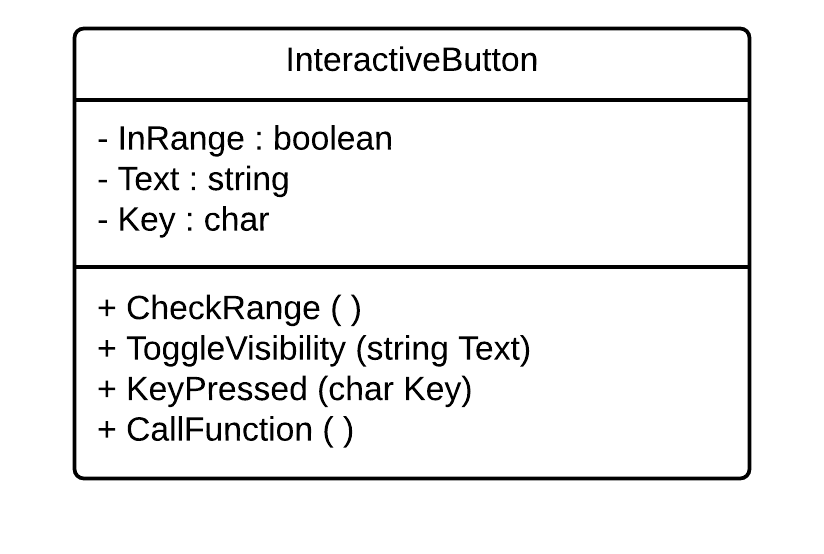 InteractiveButton
- InRange : boolean
- Text : string
- Key : char
+ CheckRange ( )
+ ToggleVisibility (string Text)
+ KeyPressed (char Key)
+ CallFunction ( )